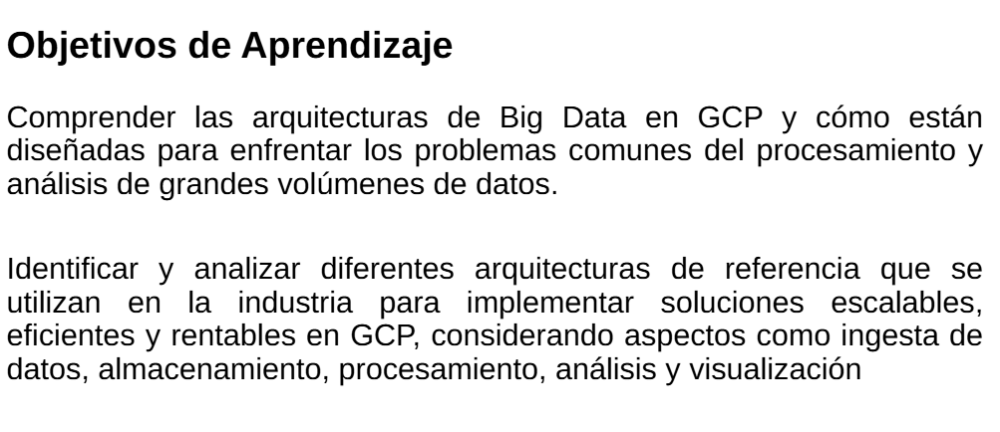 Objetivos de Aprendizaje
Comprender las arquitecturas de Big Data en GCP y cómo están
diseñadas para enfrentar los problemas comunes del procesamiento y
análisis de grandes volúmenes de datos.
Identificar y analizar diferentes arquitecturas de referencia que se
utilizan en la industria para implementar soluciones escalables,
eficientes y rentables en GCP, considerando aspectos como ingesta de
datos, almacenamiento, procesamiento, análisis y visualización